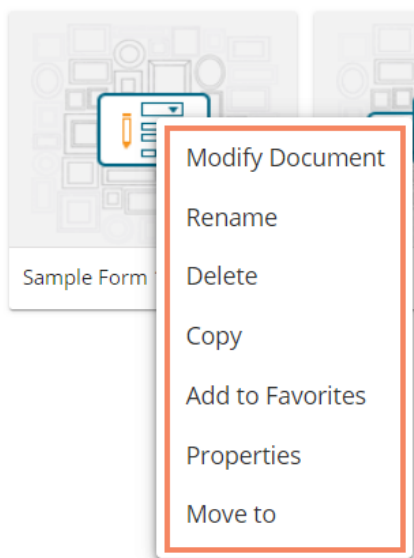 Sample Form
Modify Document
Rename
Delete
Copy
Add to Favorites
Properties
Move to